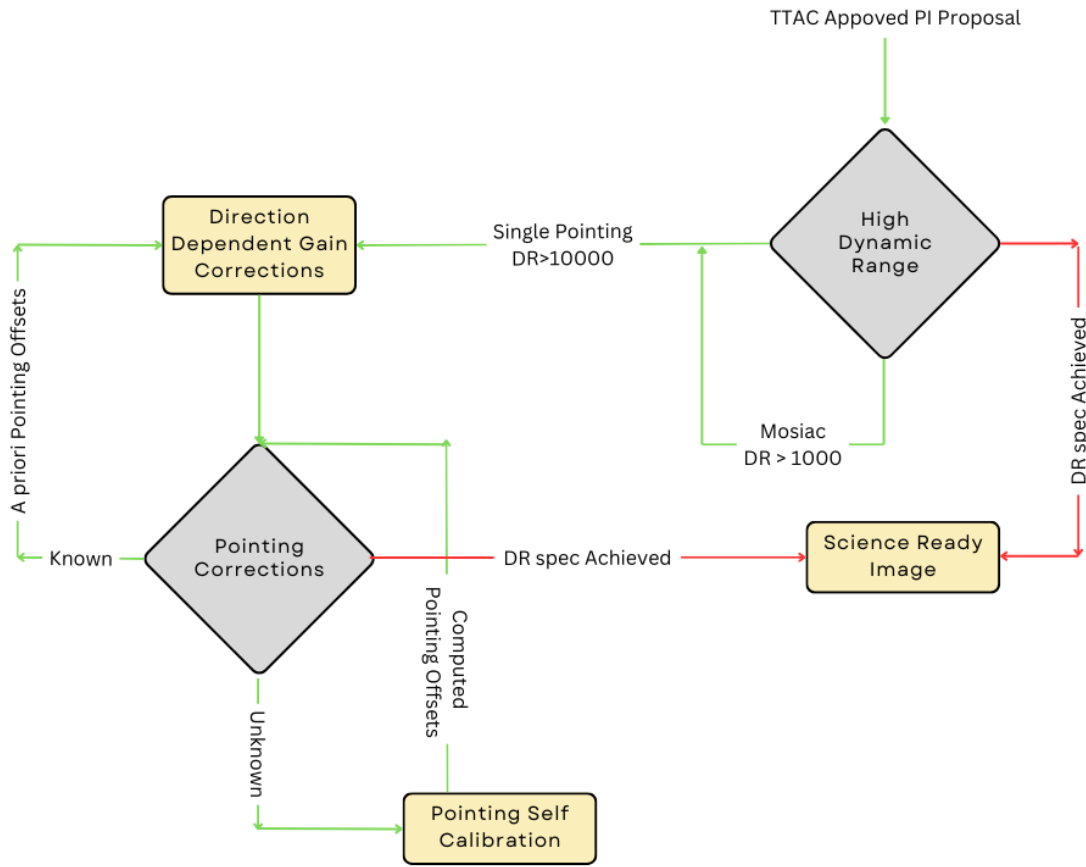 TTAC Appoved PI Proposal
High
Dynamic
Range
Single Pointing
DR>10000
Direction
Dependent Gain
Corrections
Mosiac
DR > 1000
DR spec Achieved
A priori Pointing Offsets
Known
Pointing
Corrections
DR spec Achieved
Science Ready
Image
Computed
Pointing Offsets
Unknown
Pointing Self
Calibration